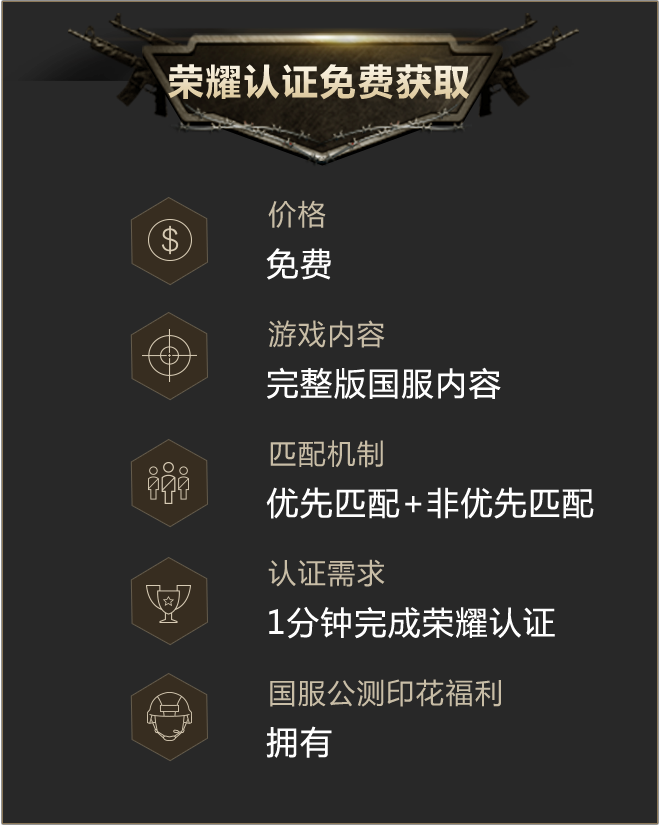 荣耀认证免费获取
价格
免费
游戏内容
完整版国服内容
匹配机制
优先匹配+非优先匹配
认证需求
1分钟完成荣耀认证
国服公测印花福利
拥有